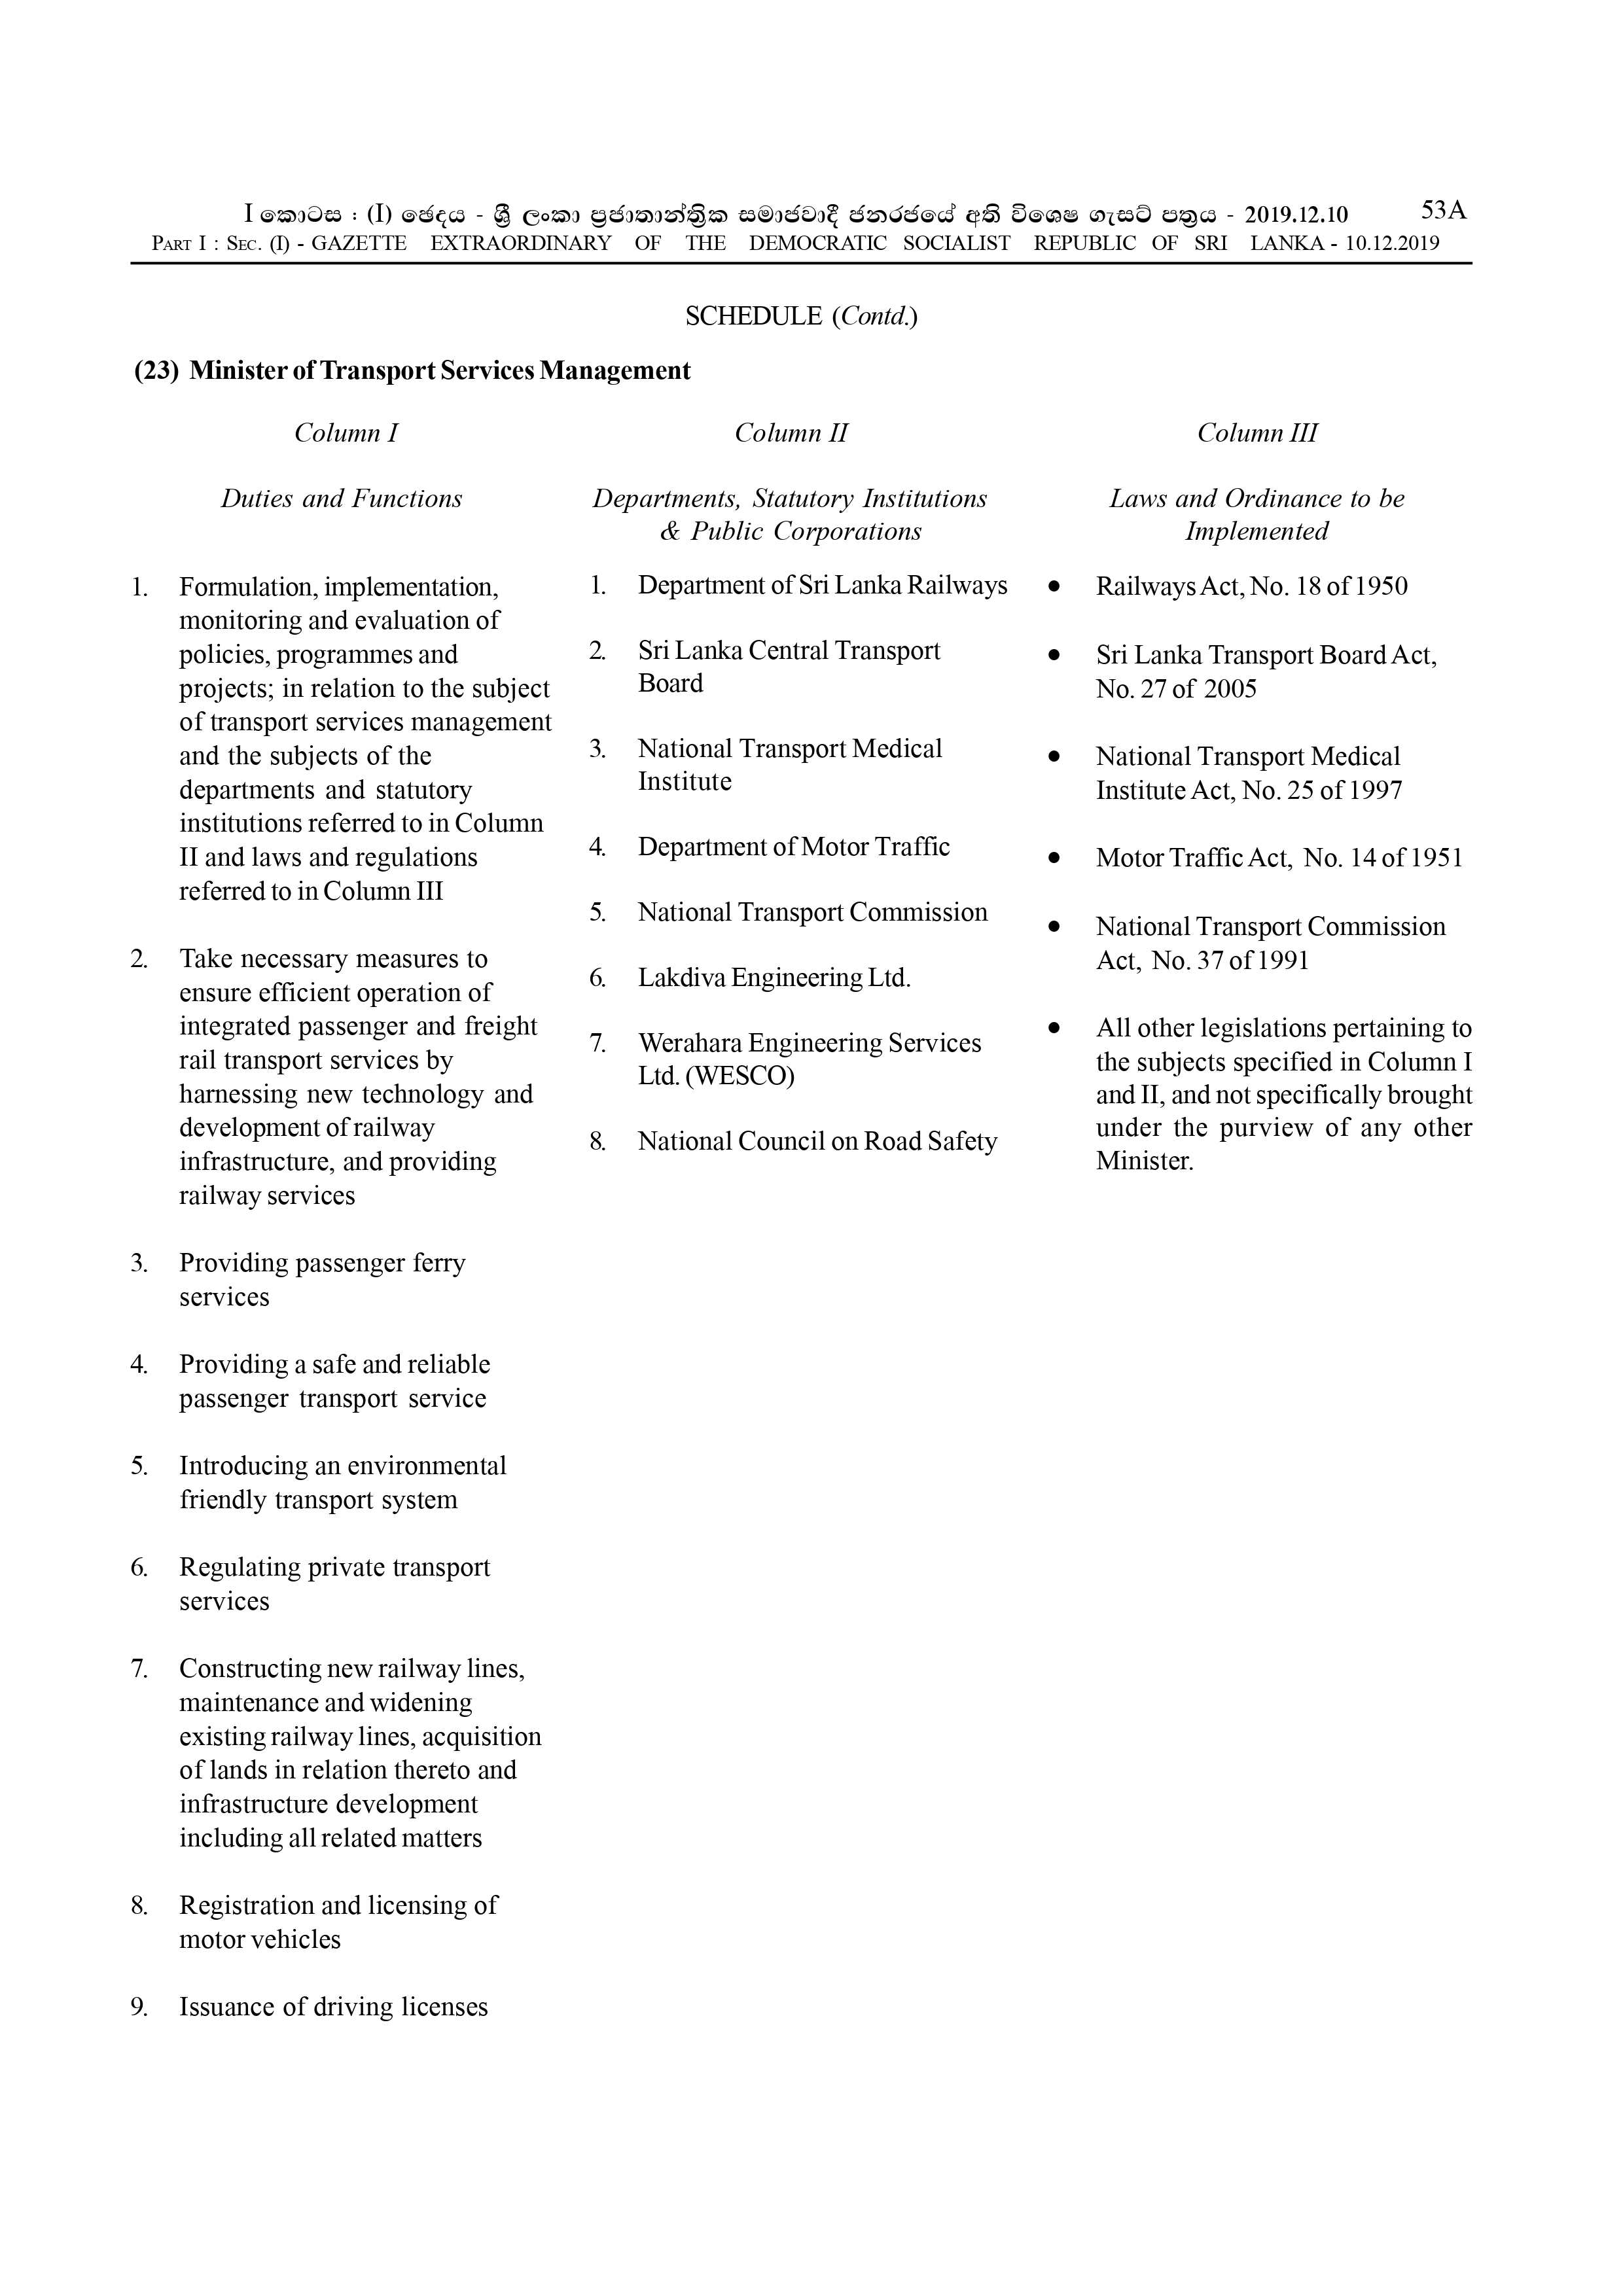 I කොටස : (I) ඡේදය - ශ්‍රී ලංකා ප්‍රජාතාන්ත්‍රික සමාජවාදී ජනරජයේ අති විශෙෂ ගැසට් පත්‍රය - 2019.12.10 53A
PART I : SEC. (I) - GAZETTE EXTRAORDINARY OF THE DEMOCRATIC SOCIALIST REPUBLIC OF SRI LANKA - 10.12.2019
SCHEDULE (Contd.)
(23) Minister of Transport Services Management
Column I
Duties and Functions
1. Formulation, implementation,
monitoring and evaluation of
policies, programmes and
projects; in relation to the subject
of transport services management
and the subjects of the
departments and statutory
institutions referred to in Column
II and laws and regulations
referred to in Column III
2. Take necessary measures to
ensure efficient operation of
integrated passenger and freight
rail transport services by
harnessing new technology and
development of railway
infrastructure, and providing
railway services
3. Providing passenger ferry
services
4. Providing a safe and reliable
passenger transport service
5. Introducing an environmental
friendly transport system
6. Regulating private transport
services
7. Constructing new railway lines,
maintenance and widening
existing railway lines, acquisition
of lands in relation thereto and
infrastructure development
including all related matters
8. Registration and licensing of
motor vehicles
9. Issuance of driving licenses
Column II
Departments, Statutory Institutions
& Public Corporations
1. Department of Sri Lanka Railways
2. Sri Lanka Central Transport
Board
3. National Transport Medical
Institute
4. Department of Motor Traffic
5. National Transport Commission
6. Lakdiva Engineering Ltd.
7. Werahara Engineering Services
Ltd. (WESCO)
8. National Council on Road Safety
Column III
Laws and Ordinance to be
Implemented
• Railways Act, No. 18 of 1950
• Sri Lanka Transport Board Act,
No. 27 of 2005
• National Transport Medical
Institute Act, No. 25 of 1997
• Motor Traffic Act, No. 14 of 1951
• National Transport Commission
Act, No. 37 of 1991
• All other legislations pertaining to
the subjects specified in Column I
and II, and not specifically brought
under the purview of any other
Minister.